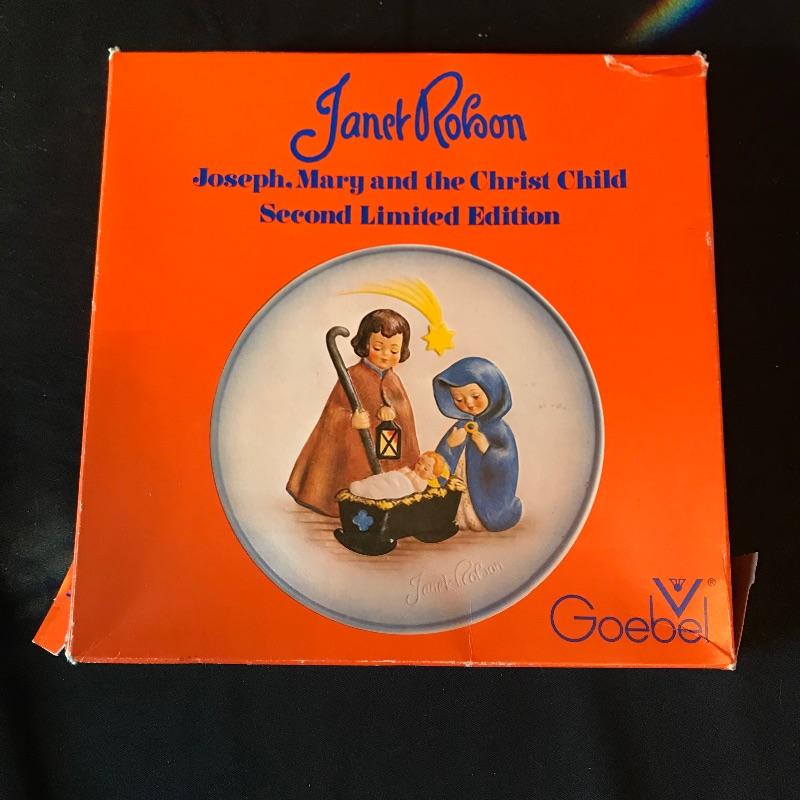 Janet Robson
Joseph, Mary and the Christ Child
Second Limited Edition
Janet Robson
Goebel ®